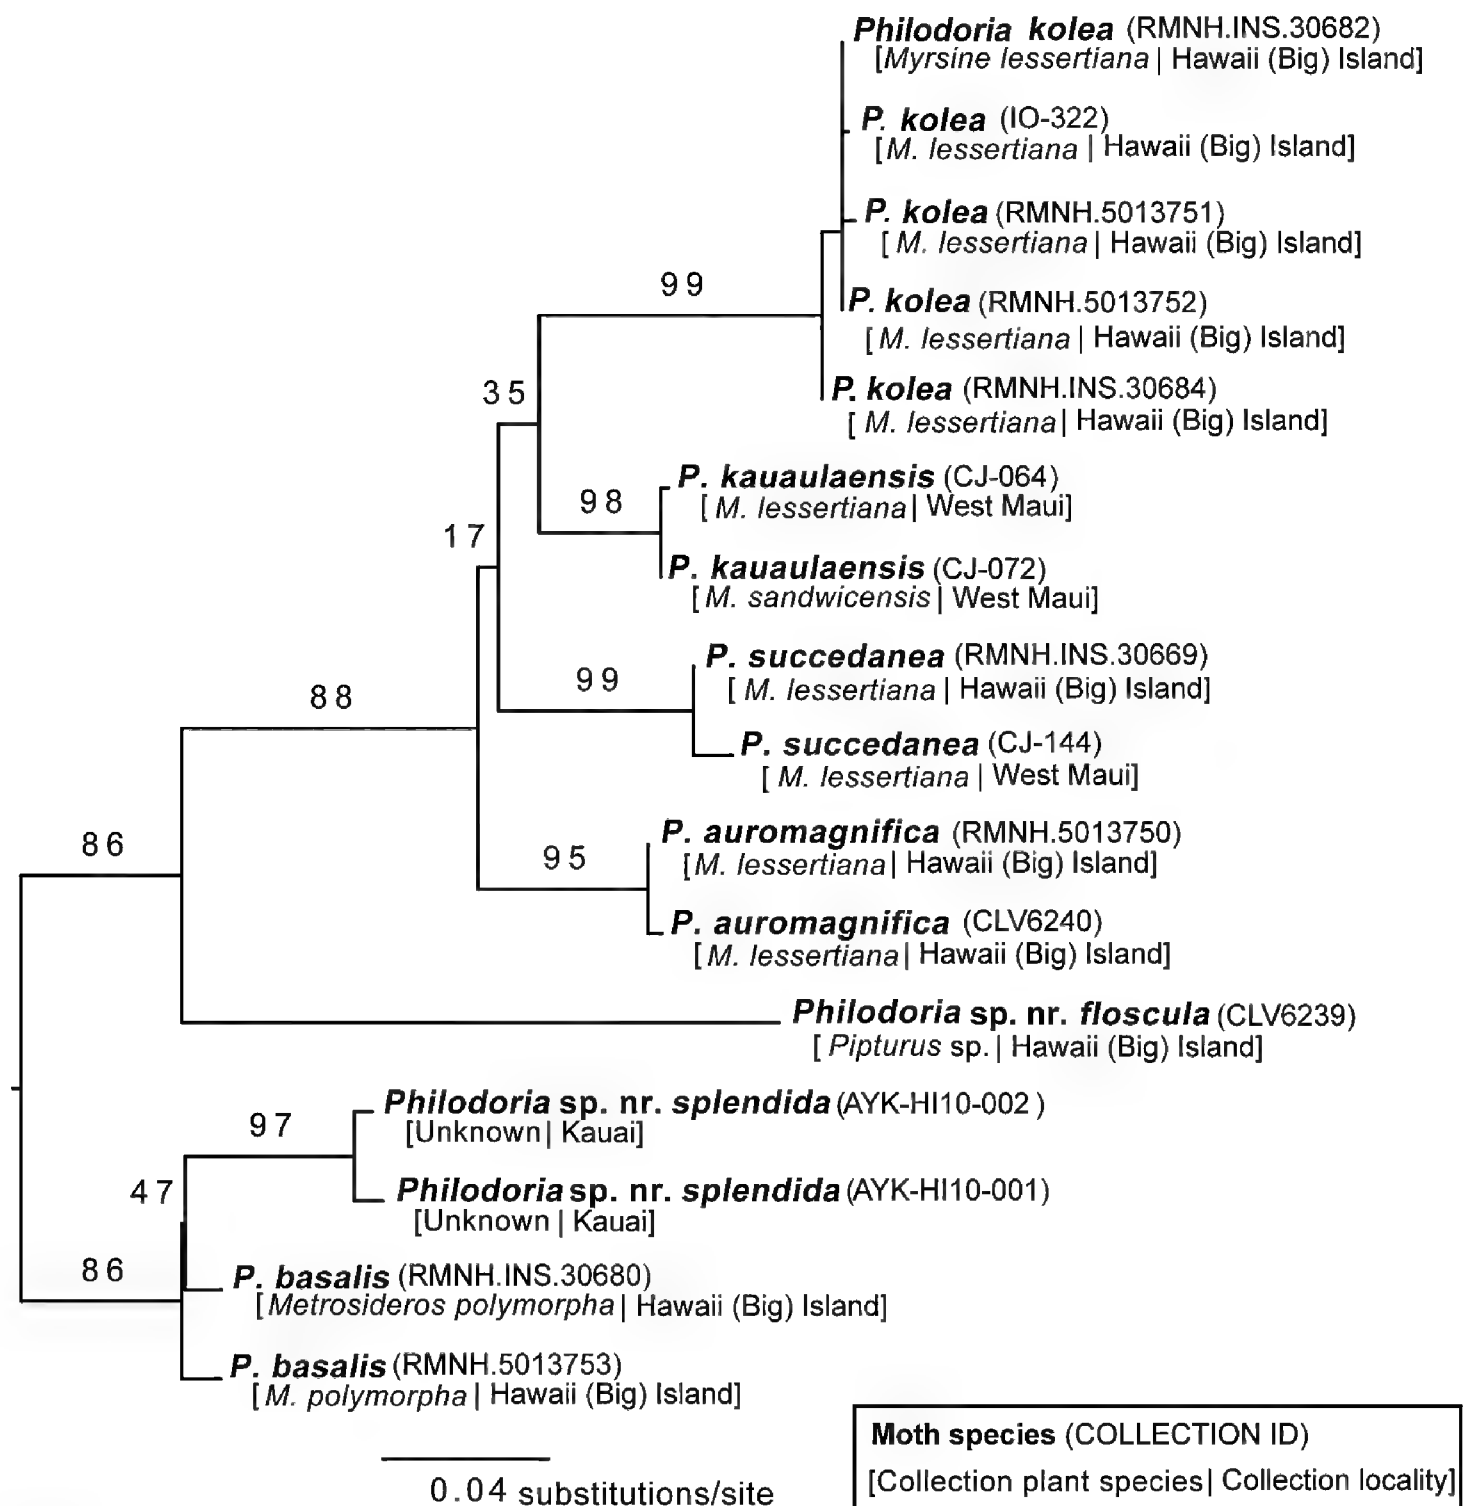 Philodoria kolea (RMNH.INS.30682)
[Myrsine lessertiana | Hawaii (Big) Island]
P. kolea (IO-322)
[M. lessertiana | Hawaii (Big) Island]
P. kolea (RMNH.5013751)
[ M. lessertiana | Hawaii (Big) Island]
99
P. kolea (RMNH.5013752)
[ M. lessertiana | Hawaii (Big) Island]
35
P. kolea (RMNH.INS.30684)
[ M. lessertiana | Hawaii (Big) Island]
P. kauaulaensis (CJ-064)
98
[ M. lessertiana | West Maui]
17
P. kauaulaensis (CJ-072)
[ M. sandwicensis | West Maui]
P. succedanea (RMNH.INS.30669)
99
[ M. lessertiana | Hawaii (Big) Island]
88
P. succedanea (CJ-144)
[ M. lessertiana | West Maui]
P. auromagnifica (RMNH.5013750)
86
95
[M. lessertiana | Hawaii (Big) Island]
P. auromagnifica (CLV6240)
[M. lessertiana | Hawaii (Big) Island]
Philodoria sp. nr. floscula (CLV6239)
[ Pipturus sp. | Hawaii (Big) Island]
Philodoria sp. nr. splendida (AYK-HI10-002 )
97
[Unknown | Kauai]
47
Philodoria sp. nr. splendida (AYK-HI10-001)
[Unknown | Kauai]
86
P. basalis (RMNH.INS.30680)
[Metrosideros polymorpha | Hawaii (Big) Island]
P. basalis (RMNH.5013753)
[ M. polymorpha | Hawaii (Big) Island]
0.04 substitutions/site
Moth species (COLLECTION ID)
[Collection plant species| Collection locality]